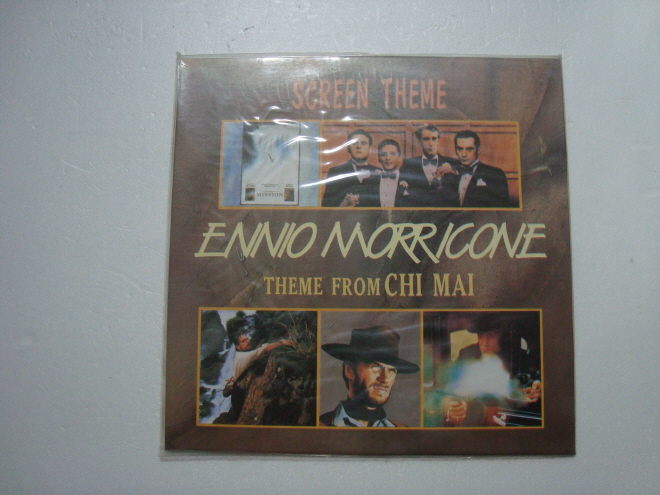 SCREEN THEME
ENNIO MORRICONE
THEME FROM CHI MAI